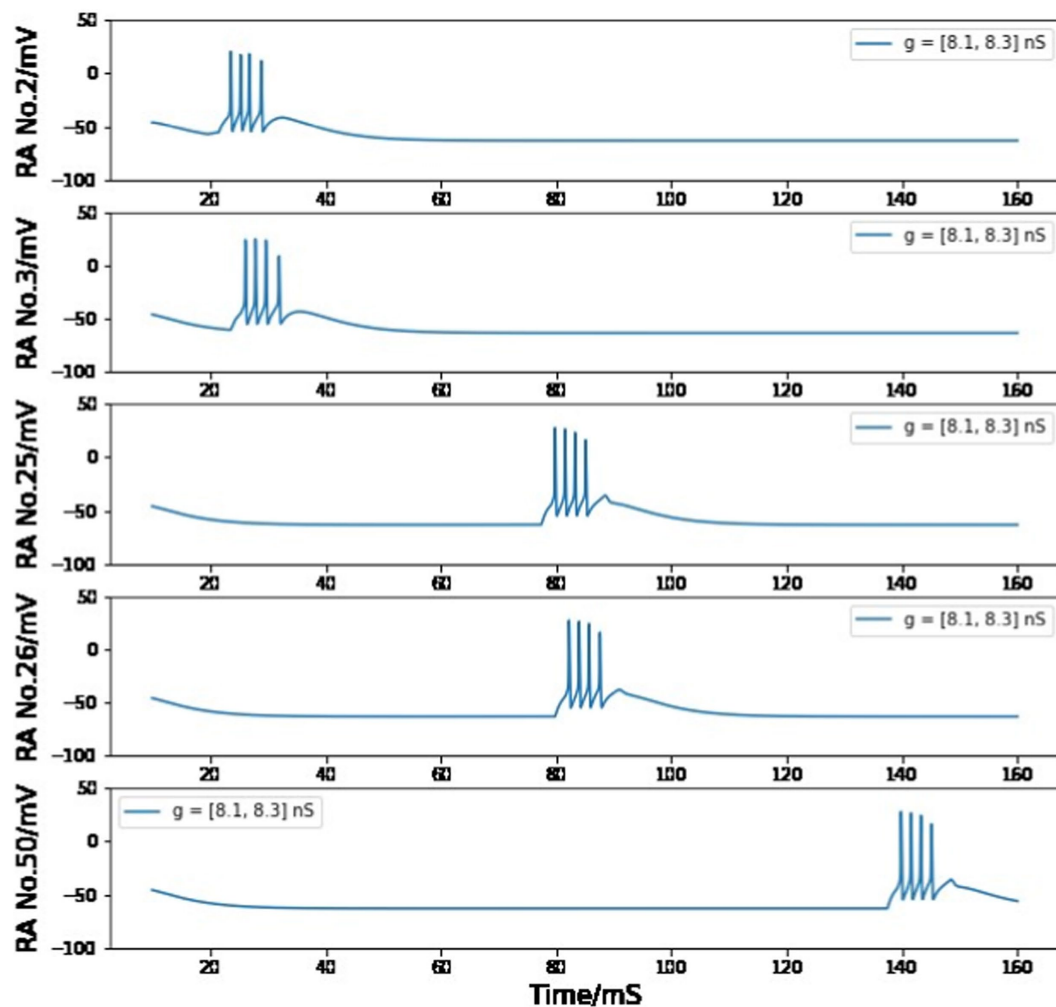 50
0
−50
−100
RA No.2/mV
g = [8.1, 8.3] nS
20 40 60 80 100 120 140 160
50
0
−50
−100
RA No.3/mV
g = [8.1, 8.3] nS
20 40 60 80 100 120 140 160
50
0
−50
−100
RA No.25/mV
g = [8.1, 8.3] nS
20 40 60 80 100 120 140 160
50
0
−50
−100
RA No.26/mV
g = [8.1, 8.3] nS
20 40 60 80 100 120 140 160
50
0
−50
−100
RA No.50/mV
g = [8.1, 8.3] nS
20 40 60 80 100 120 140 160
Time/mS